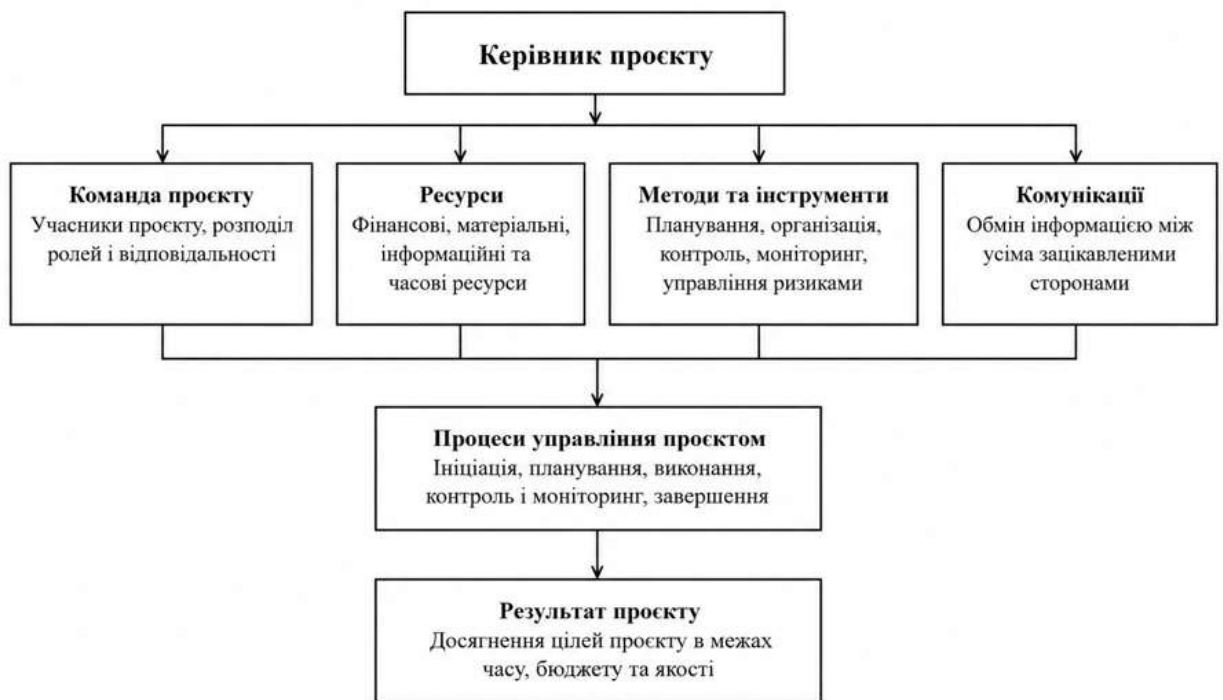 Керівник проєкту
Команда проєкту
Учасники проєкту, розподіл
ролей і відповідальності
Ресурси
Фінансові, матеріальні,
інформаційні та
часові ресурси
Методи та інструменти
Планування, організація,
контроль, моніторинг,
управління ризиками
Комунікації
Обмін інформацією між
усіма зацікавленими
сторонами
Процеси управління проєктом
Ініціація, планування, виконання,
контроль і моніторинг, завершення
Результат проєкту
Досягнення цілей проєкту в межах
часу, бюджету та якості